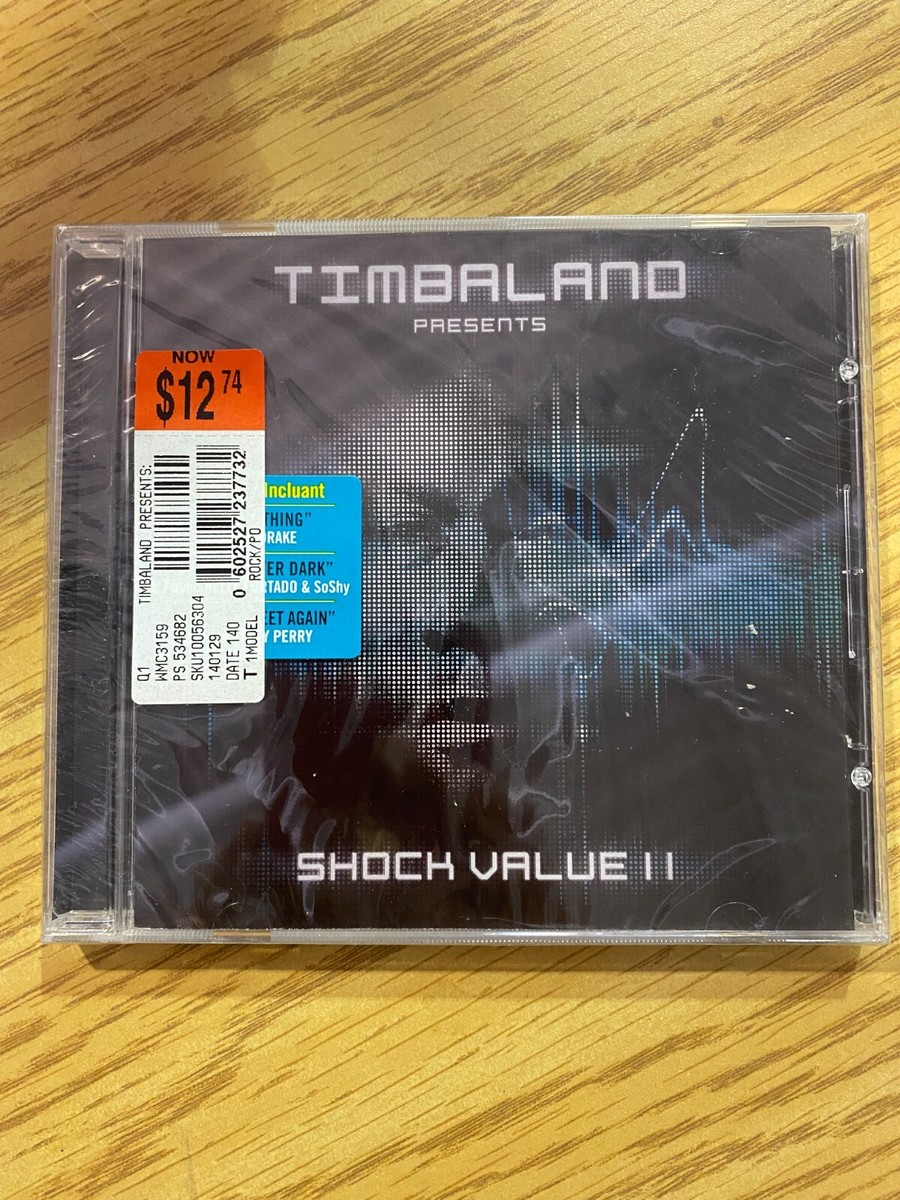 TIMBALAND
PRESENTS
NOW
$12 74
TIMBALAND PRESENTS:
Q1
WMC3159
PS 534682
SKU10056304
140129
DATE 140
T 1MODEL ROCK/PO
0 602527 237732
Incluant
THING"
RAKE
ER DARK"
RTADO & SoShy
EET AGAIN"
Y PERRY
SHOCK VALUE II